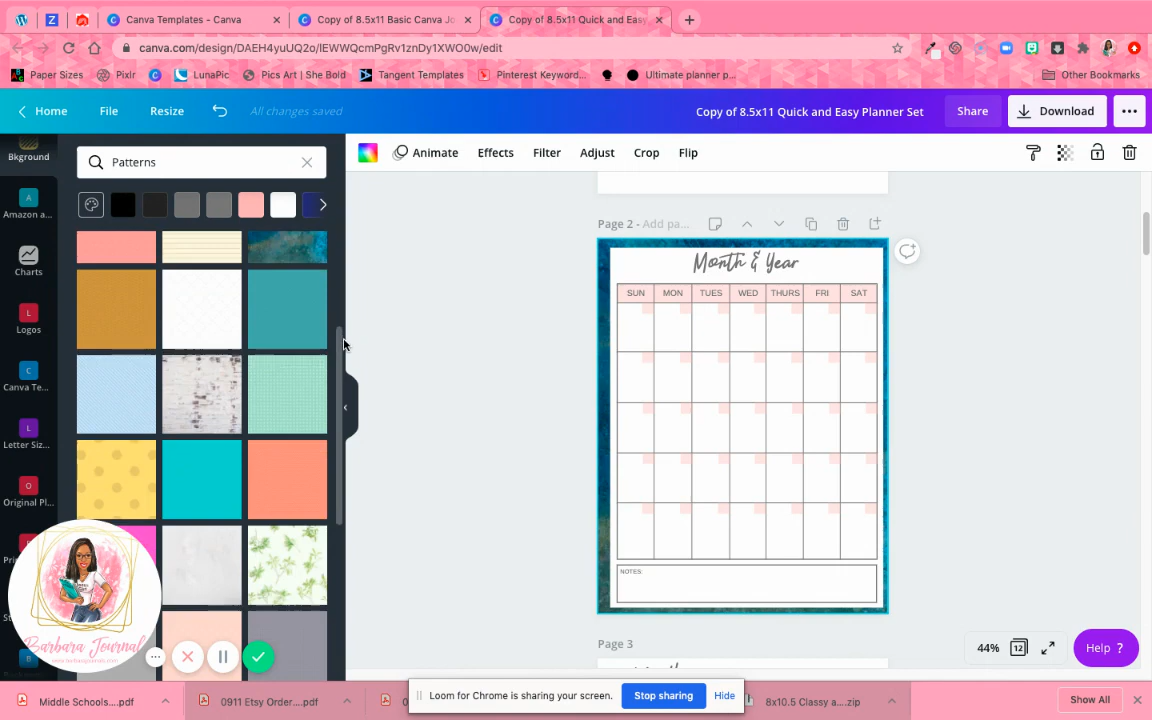 Canva Templates - Canva
Copy of 8.5x11 Basic Canva Jo
Copy of 8.5x11 Quick and Easy
canva.com/design/DAEH4yuUQ2o/IEWWQcmPgRv1znDy1XWO0w/edit
Paper Sizes
Pixlr
LunaPic
Pics Art | She Bold
Tangent Templates
Pinterest Keyword...
Ultimate planner p...
Other Bookmarks
Home
File
Resize
All changes saved
Copy of 8.5x11 Quick and Easy Planner Set
Share
Download
Bkground
Patterns
Animate
Effects
Filter
Adjust
Crop
Flip
Amazon a...
Charts
Logos
Canva Te...
Letter Siz...
Original Pl...
Page 2 - Add pa...
Month & Year
SUN MON TUES WED THURS FRI SAT
NOTES:
Page 3
Barbara Journal
44%
12
Help ?
Loom for Chrome is sharing your screen.
Stop sharing
Hide
Middle Schools....pdf
0911 Etsy Order....pdf
8x10.5 Classy a....zip
Show All